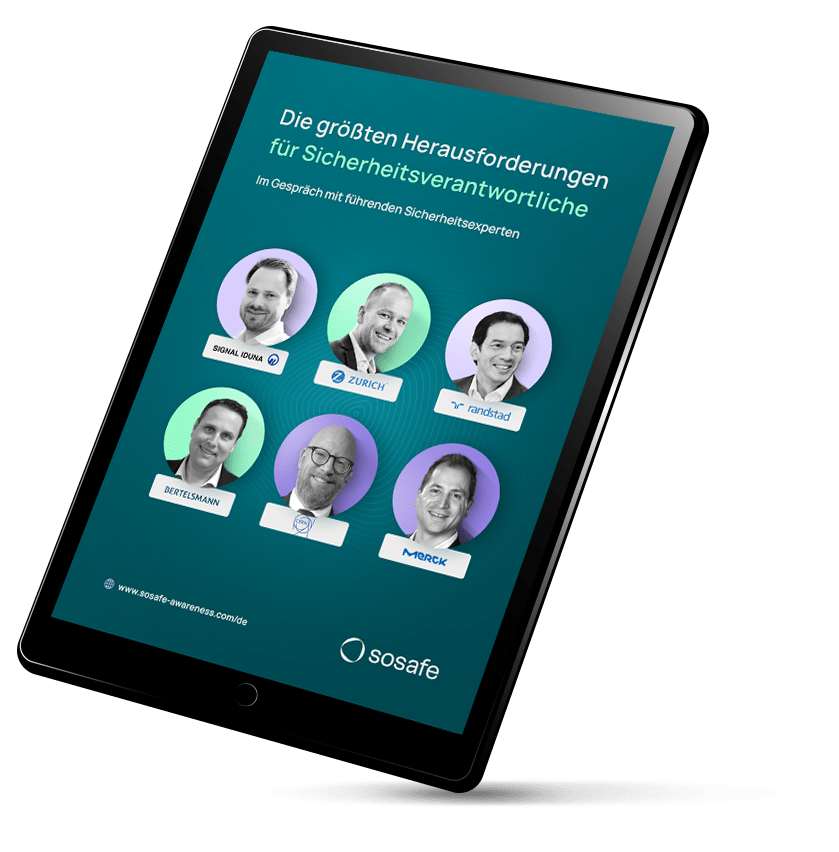 Die größten Herausforderungen
für Sicherheitsverantwortliche
Im Gespräch mit führenden Sicherheitsexperten
SIGNAL IDUNA
ZURICH
randstad
BERTELSMANN
CERN
MERCK
www.sosafe-awareness.com/de
sosafe